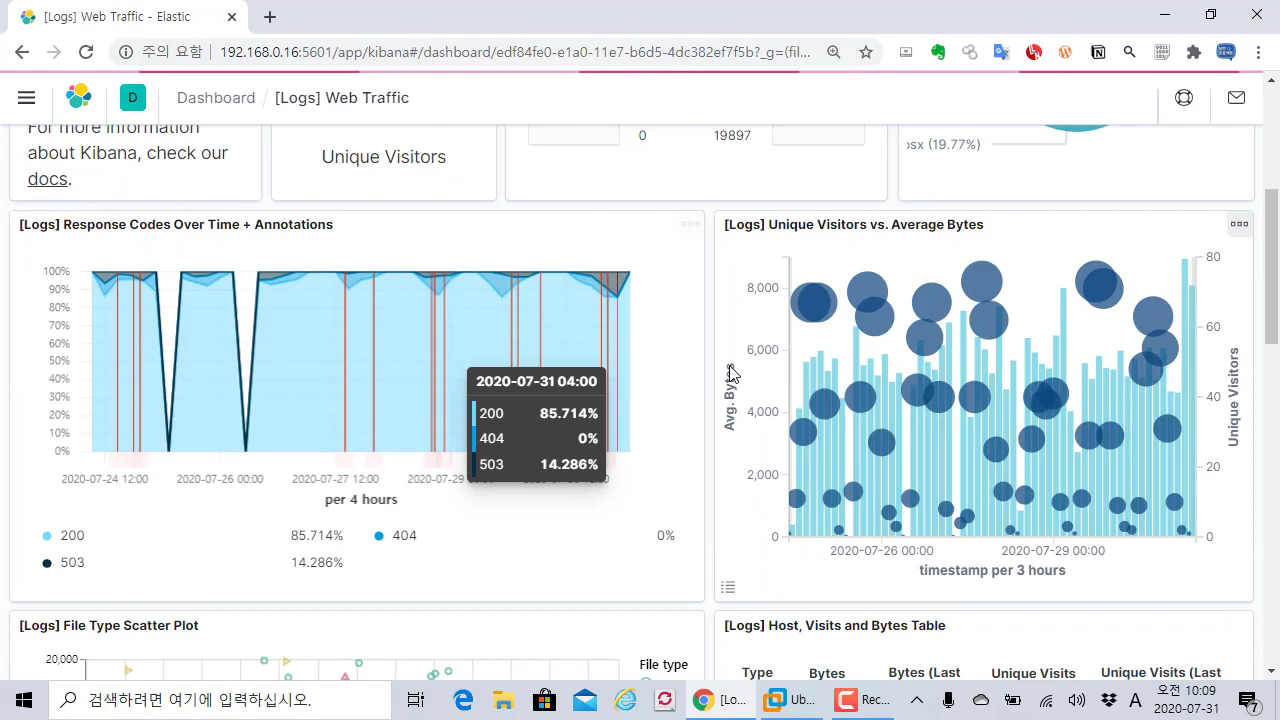 [Logs] Web Traffic - Elastic
주의 요함
192.168.0.16:5601/app/kibana#/dashboard/edf84fe0-e1a0-11e7-b6d5-4dc382ef7f5b?_g=(fil...
D
Dashboard / [Logs] Web Traffic
For more information
about Kibana, check our
docs.
Unique Visitors
0
19897
osx (19.77%)
[Logs] Response Codes Over Time + Annotations
100%
90%
80%
70%
60%
50%
40%
30%
20%
10%
0%
2020-07-24 12:00
2020-07-26 00:00
2020-07-27 12:00
2020-07-29
per 4 hours
2020-07-31 04:00
200 85.714%
404 0%
503 14.286%
200 85.714%
404 0%
503 14.286%
[Logs] Unique Visitors vs. Average Bytes
8,000
6,000
4,000
2,000
0
Avg. Bytes
80
60
40
20
0
Unique Visitors
2020-07-26 00:00
2020-07-29 00:00
timestamp per 3 hours
[Logs] File Type Scatter Plot
20,000
File type
[Logs] Host, Visits and Bytes Table
Type
Bytes
Bytes (Last
Unique Visits
Unique Visits (Last
검색하려면 여기에 입력하십시오.
[Lo...
Ub...
Rec...
A
오전 10:09
2020-07-31
7